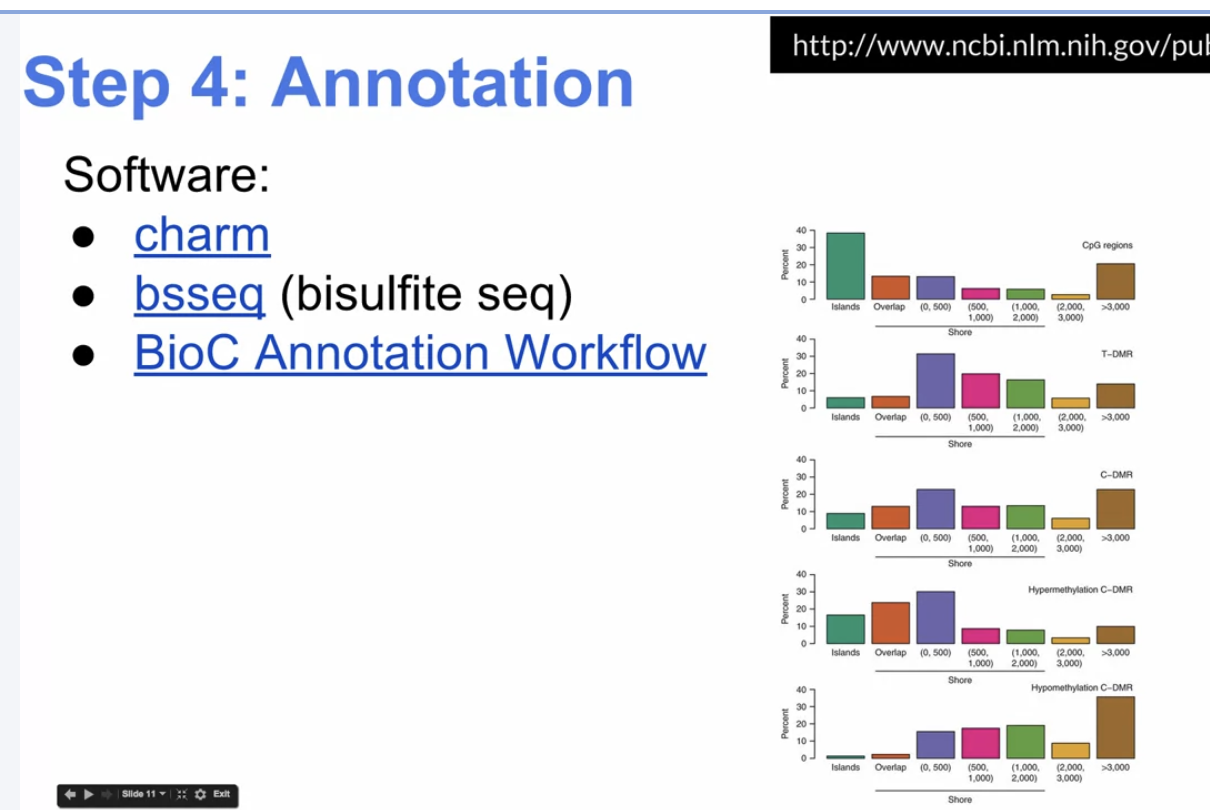 http://www.ncbi.nlm.nih.gov/pub
Step 4: Annotation
Software:
● charm
● bsseq (bisulfite seq)
● BioC Annotation Workflow
40
30
20
10
0
Percent
CpG regions
Islands Overlap (0, 500) (500, 1,000) (1,000, 2,000) (2,000, 3,000) >3,000
Shore
40
30
20
10
0
Percent
T–DMR
Islands Overlap (0, 500) (500, 1,000) (1,000, 2,000) (2,000, 3,000) >3,000
Shore
40
30
20
10
0
Percent
C–DMR
Islands Overlap (0, 500) (500, 1,000) (1,000, 2,000) (2,000, 3,000) >3,000
Shore
40
30
20
10
0
Percent
Hypermethylation C–DMR
Islands Overlap (0, 500) (500, 1,000) (1,000, 2,000) (2,000, 3,000) >3,000
Shore
40
30
20
10
0
Percent
Hypomethylation C–DMR
Islands Overlap (0, 500) (500, 1,000) (1,000, 2,000) (2,000, 3,000) >3,000
Shore
Slide 11 Exit